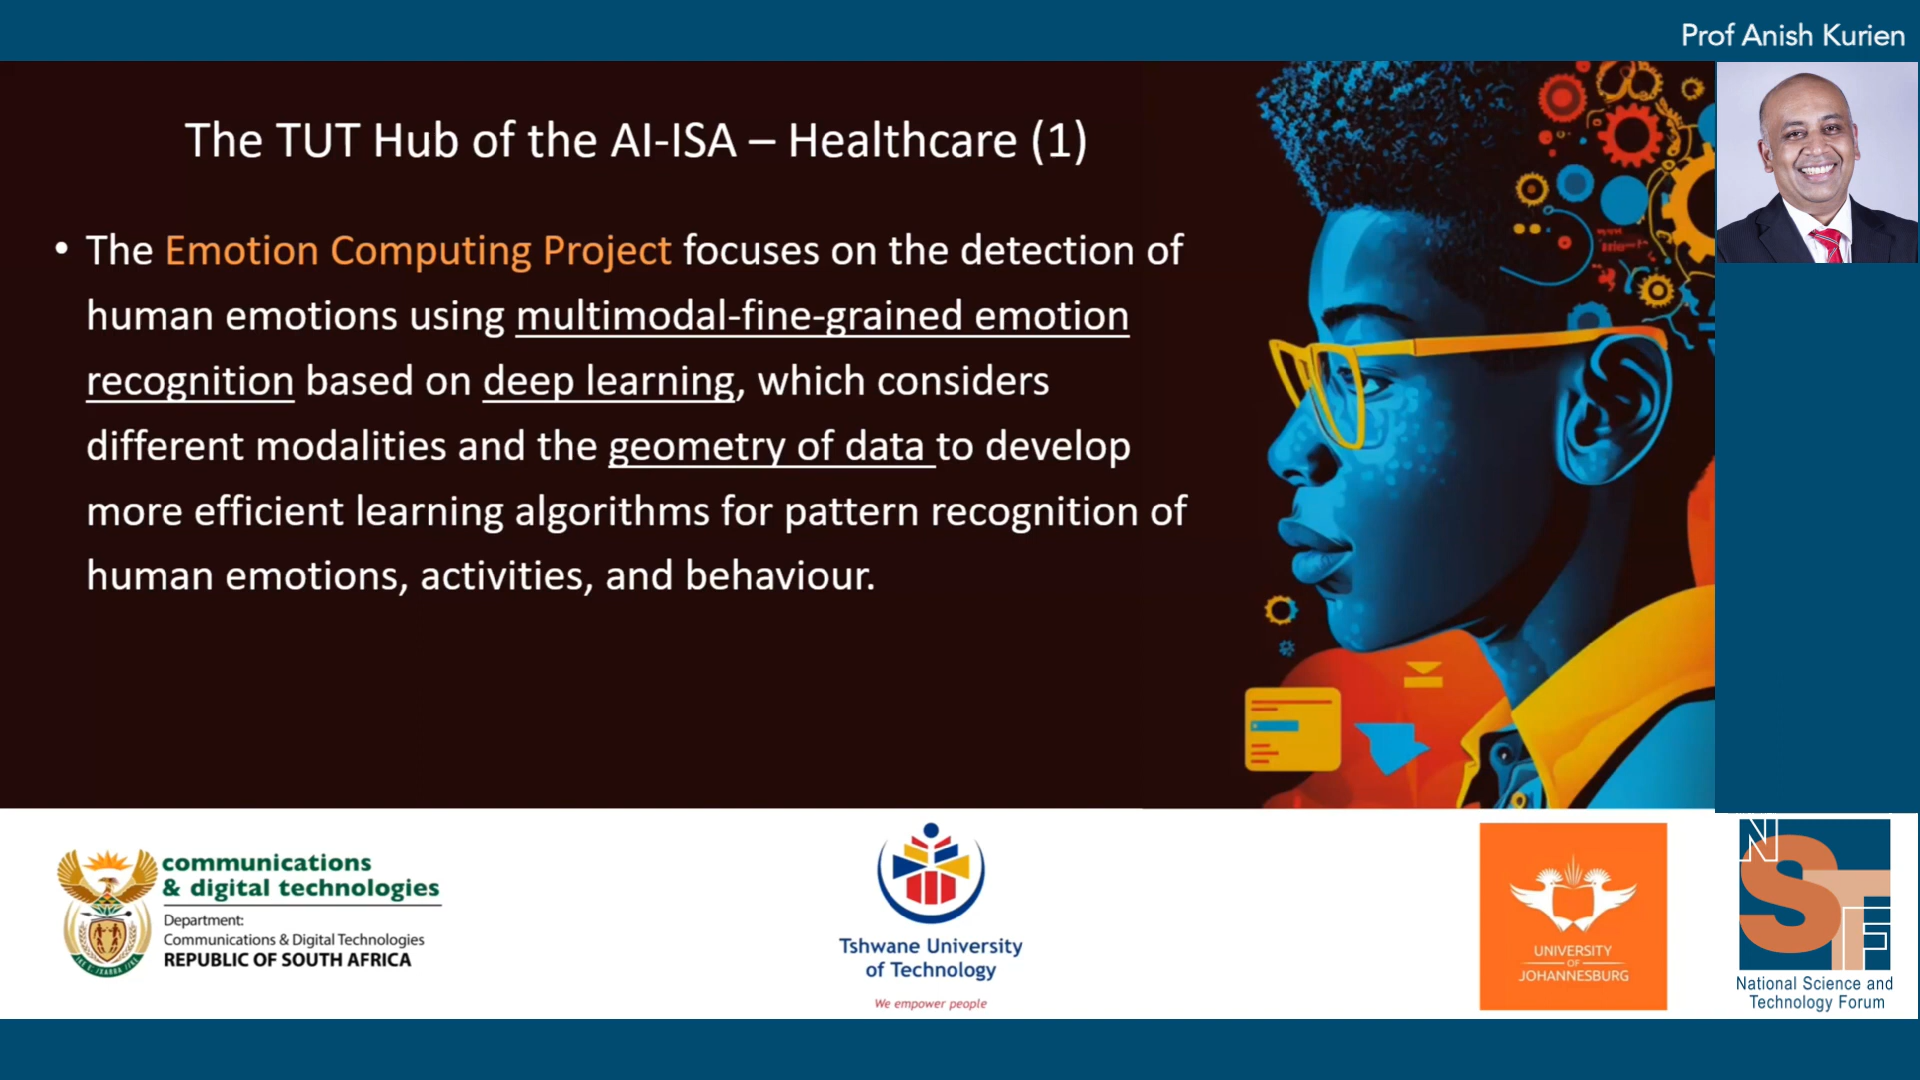 Prof Anish Kurien
The TUT Hub of the AI-ISA – Healthcare (1)
• The Emotion Computing Project focuses on the detection of
human emotions using multimodal-fine-grained emotion
recognition based on deep learning, which considers
different modalities and the geometry of data to develop
more efficient learning algorithms for pattern recognition of
human emotions, activities, and behaviour.
communications
& digital technologies
Department:
Communications & Digital Technologies
REPUBLIC OF SOUTH AFRICA
Tshwane University
of Technology
We empower people
UNIVERSITY
OF
JOHANNESBURG
NSTF
National Science and
Technology Forum